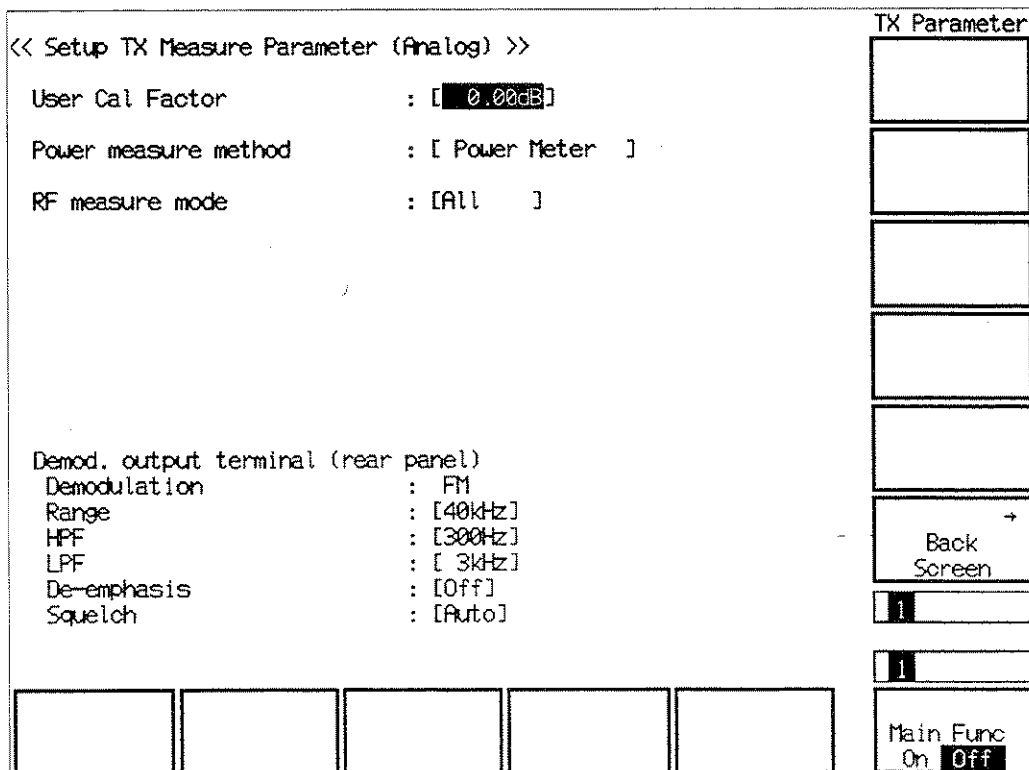 TX Parameter
<< Setup TX Measure Parameter (Analog) >>
User Cal Factor : [ 0.00dB]
Power measure method : [ Power Meter ]
RF measure mode : [All ]
Demod. output terminal (rear panel)
Demodulation : FM
Range : [40kHz]
HPF : [300Hz]
LPF : [ 3kHz]
De-emphasis : [Off]
Squelch : [Auto]
→
Back
Screen
1
1
Main Func
On Off